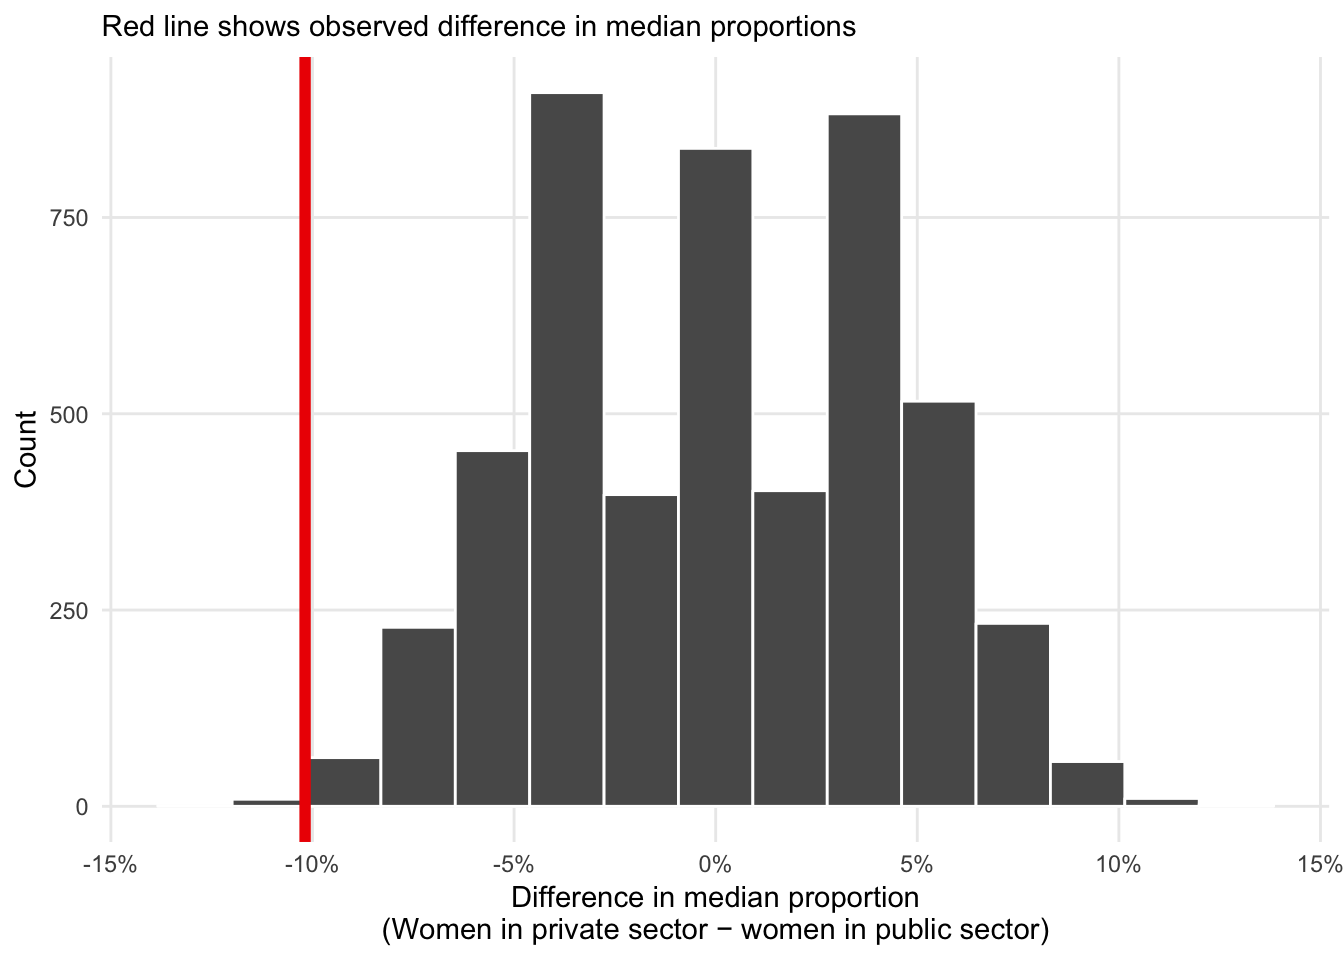 Red line shows observed difference in median proportions
Count
750
500
250
0
-15%
-10%
-5%
0%
5%
10%
15%
Difference in median proportion
(Women in private sector − women in public sector)